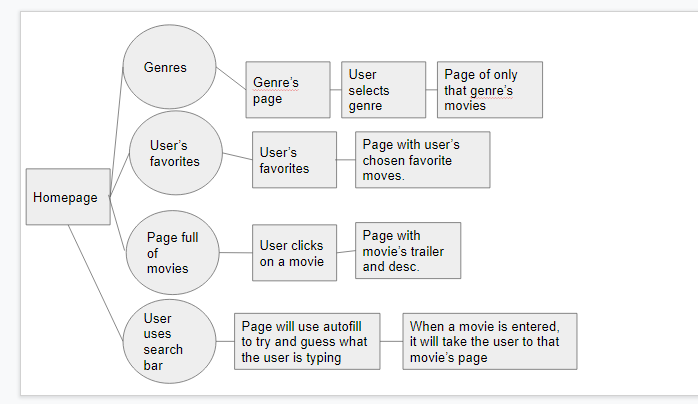 Genres
Genre's
page
User
selects
genre
Page of only
that genre's
movies
User's
favorites
User's
favorites
Page with user's
chosen favorite
moves.
Homepage
Page full
of
movies
User clicks
on a movie
Page with
movie's trailer
and desc.
User
uses
search
bar
Page will use autofill
to try and guess what
the user is typing
When a movie is entered,
it will take the user to that
movie's page